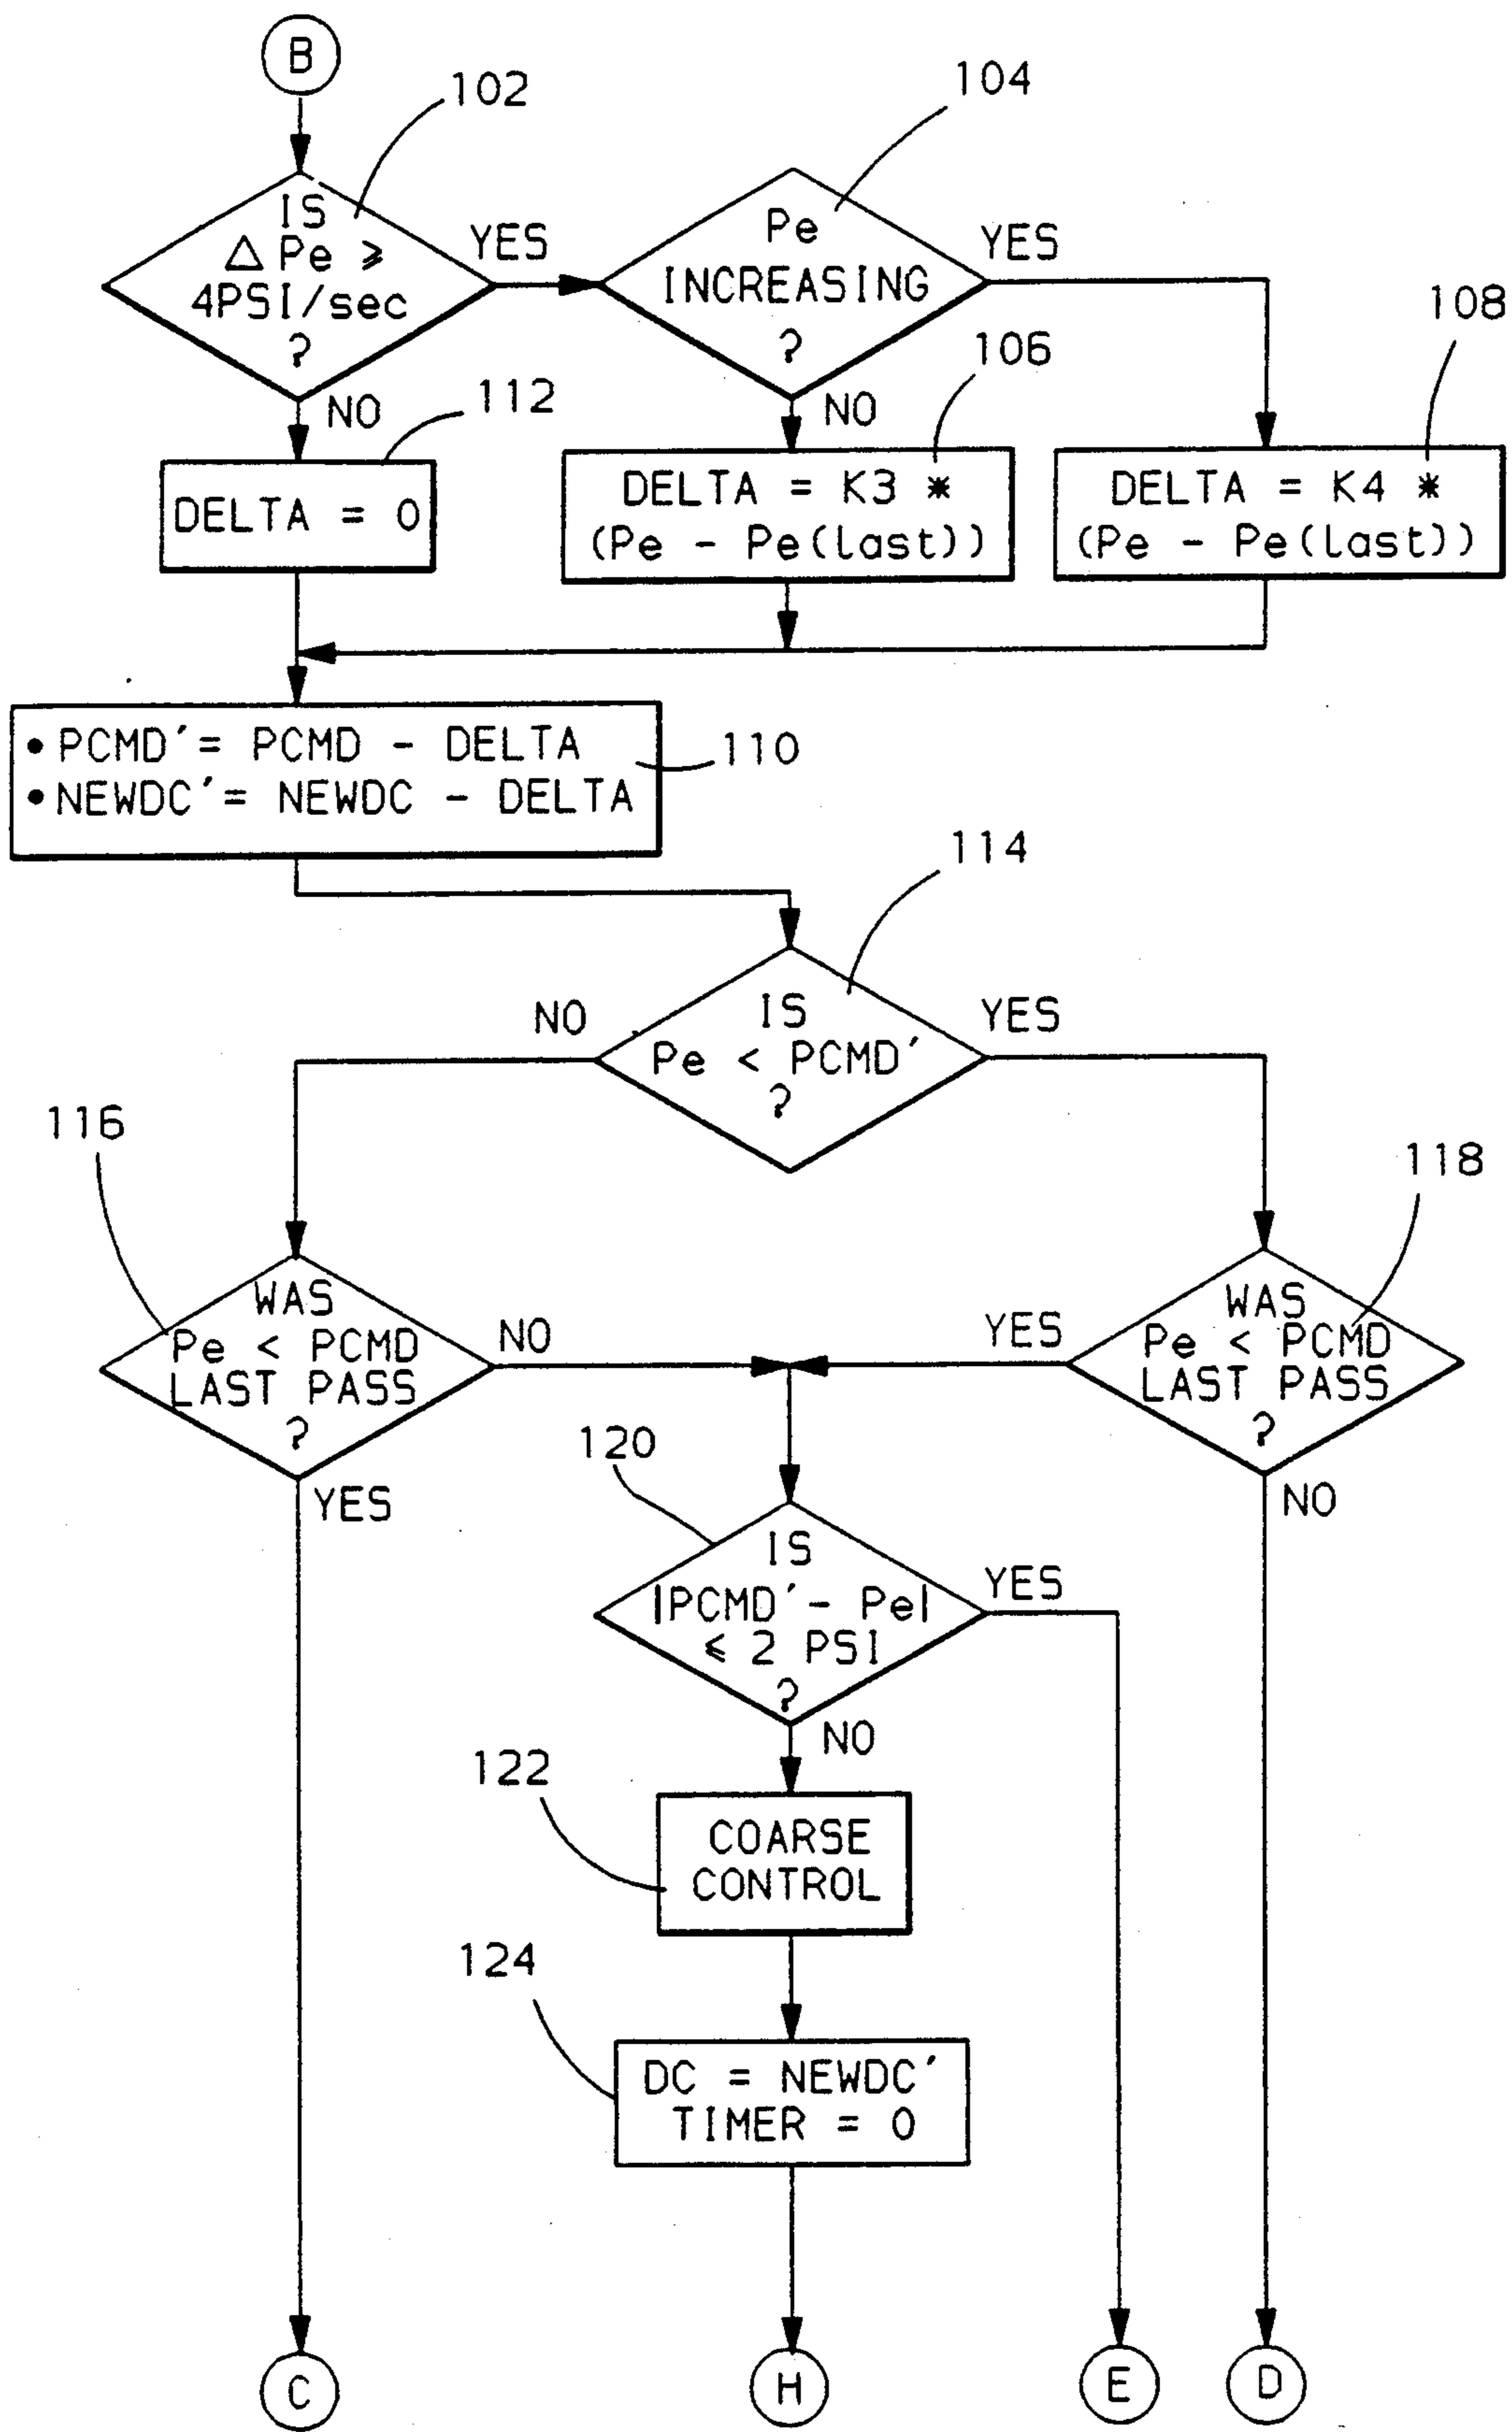 B
102
104
IS
△ Pe ⩾
4PSI/sec
?
YES
Pe
INCREASING
?
YES
108
106
NO
112
NO
DELTA = 0
DELTA = K3 *
(Pe - Pe(last))
DELTA = K4 *
(Pe - Pe(last))
• PCMD' = PCMD - DELTA
• NEWDC' = NEWDC - DELTA
110
114
NO
IS
Pe < PCMD'
?
YES
116
118
WAS
Pe < PCMD
LAST PASS
?
NO
YES
WAS
Pe < PCMD
LAST PASS
?
YES
120
NO
IS
|PCMD' - Pe|
⩽ 2 PSI
?
YES
NO
122
COARSE
CONTROL
124
DC = NEWDC'
TIMER = 0
C
H
E
D